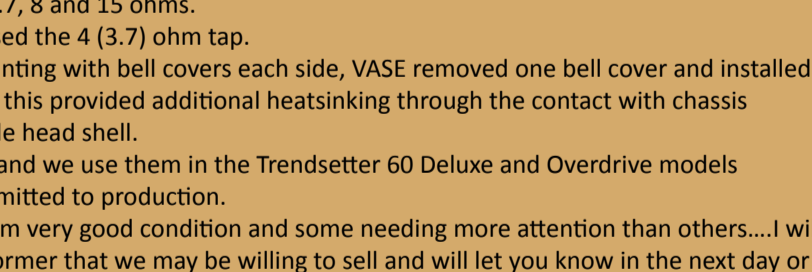 .7, 8 and 15 ohms.
sed the 4 (3.7) ohm tap.
nting with bell covers each side, VASE removed one bell cover and installed
this provided additional heatsinking through the contact with chassis
le head shell.
and we use them in the Trendsetter 60 Deluxe and Overdrive models
mitted to production.
m very good condition and some needing more attention than others....I wi
ormer that we may be willing to sell and will let you know in the next day or